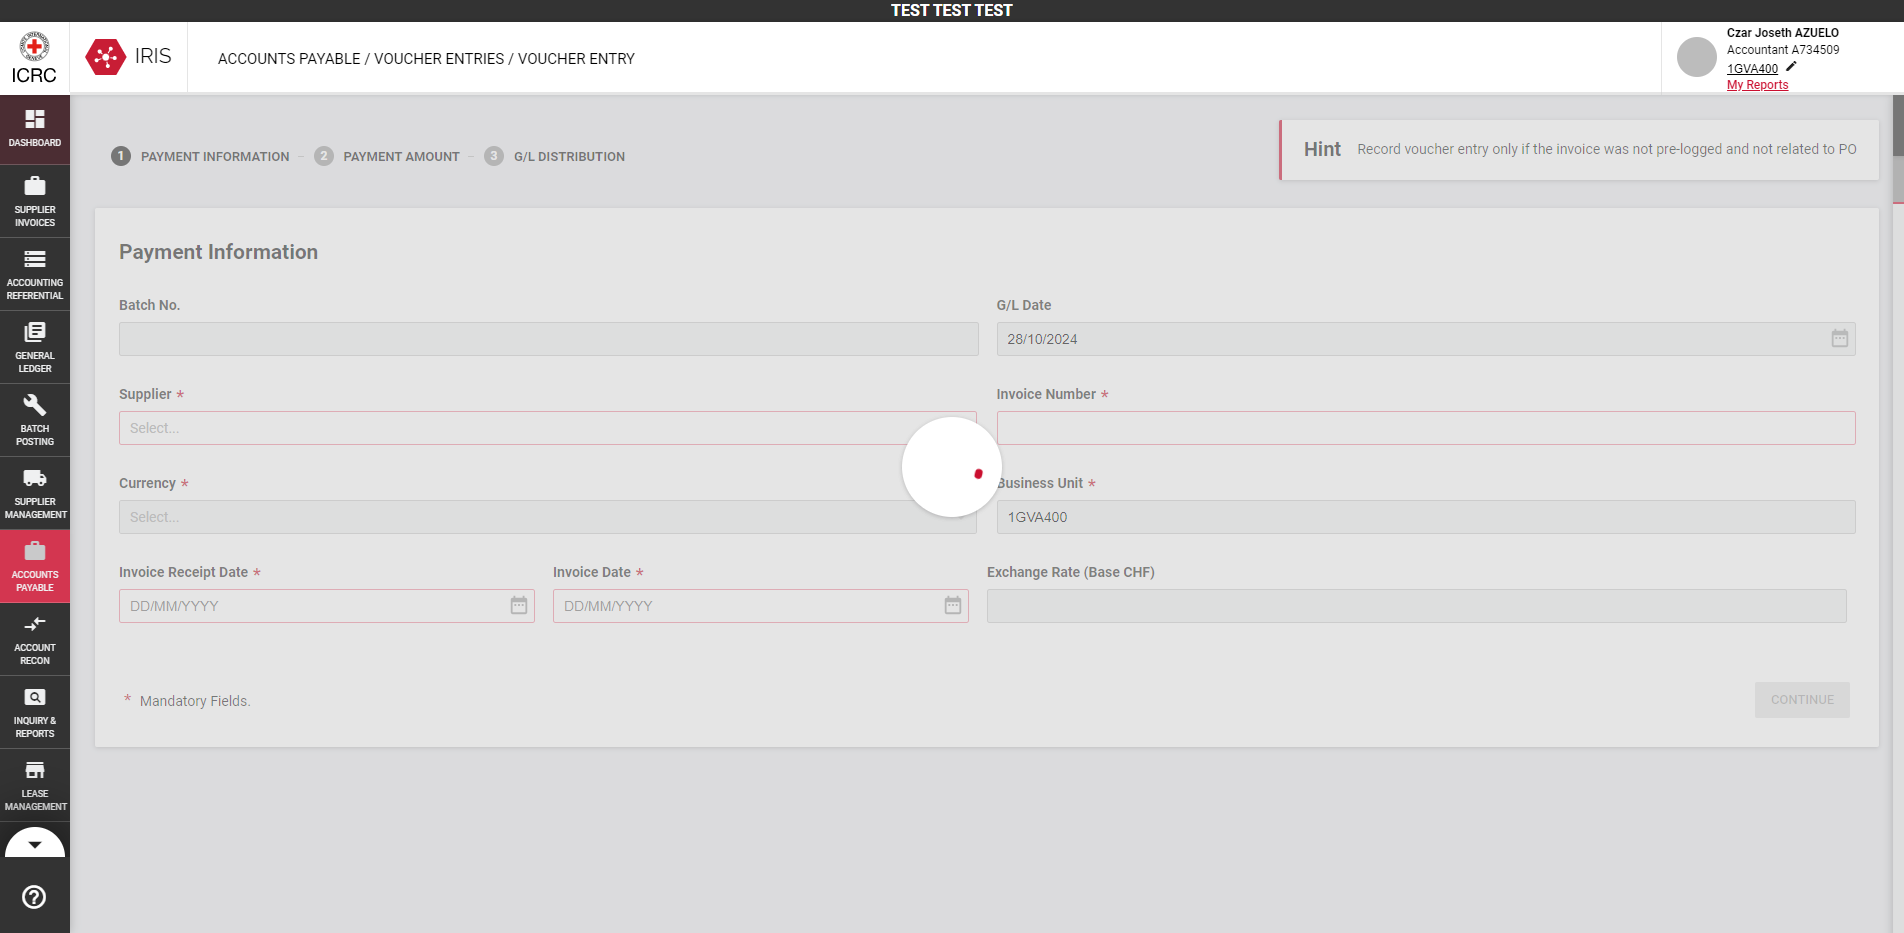 TEST TEST TEST
ICRC
IRIS
ACCOUNTS PAYABLE / VOUCHER ENTRIES / VOUCHER ENTRY
Czar Joseth AZUELO
Accountant A734509
1GVA400
My Reports
DASHBOARD
SUPPLIER
INVOICES
ACCOUNTING
REFERENTIAL
GENERAL
LEDGER
BATCH
POSTING
SUPPLIER
MANAGEMENT
ACCOUNTS
PAYABLE
ACCOUNT
RECON
INQUIRY &
REPORTS
LEASE
MANAGEMENT
1 PAYMENT INFORMATION – 2 PAYMENT AMOUNT – 3 G/L DISTRIBUTION
Hint Record voucher entry only if the invoice was not pre-logged and not related to PO
Payment Information
Batch No.
G/L Date
28/10/2024
Supplier *
Select...
Invoice Number *
Currency *
Select...
Business Unit *
1GVA400
Invoice Receipt Date *
DD/MM/YYYY
Invoice Date *
DD/MM/YYYY
Exchange Rate (Base CHF)
* Mandatory Fields.
CONTINUE